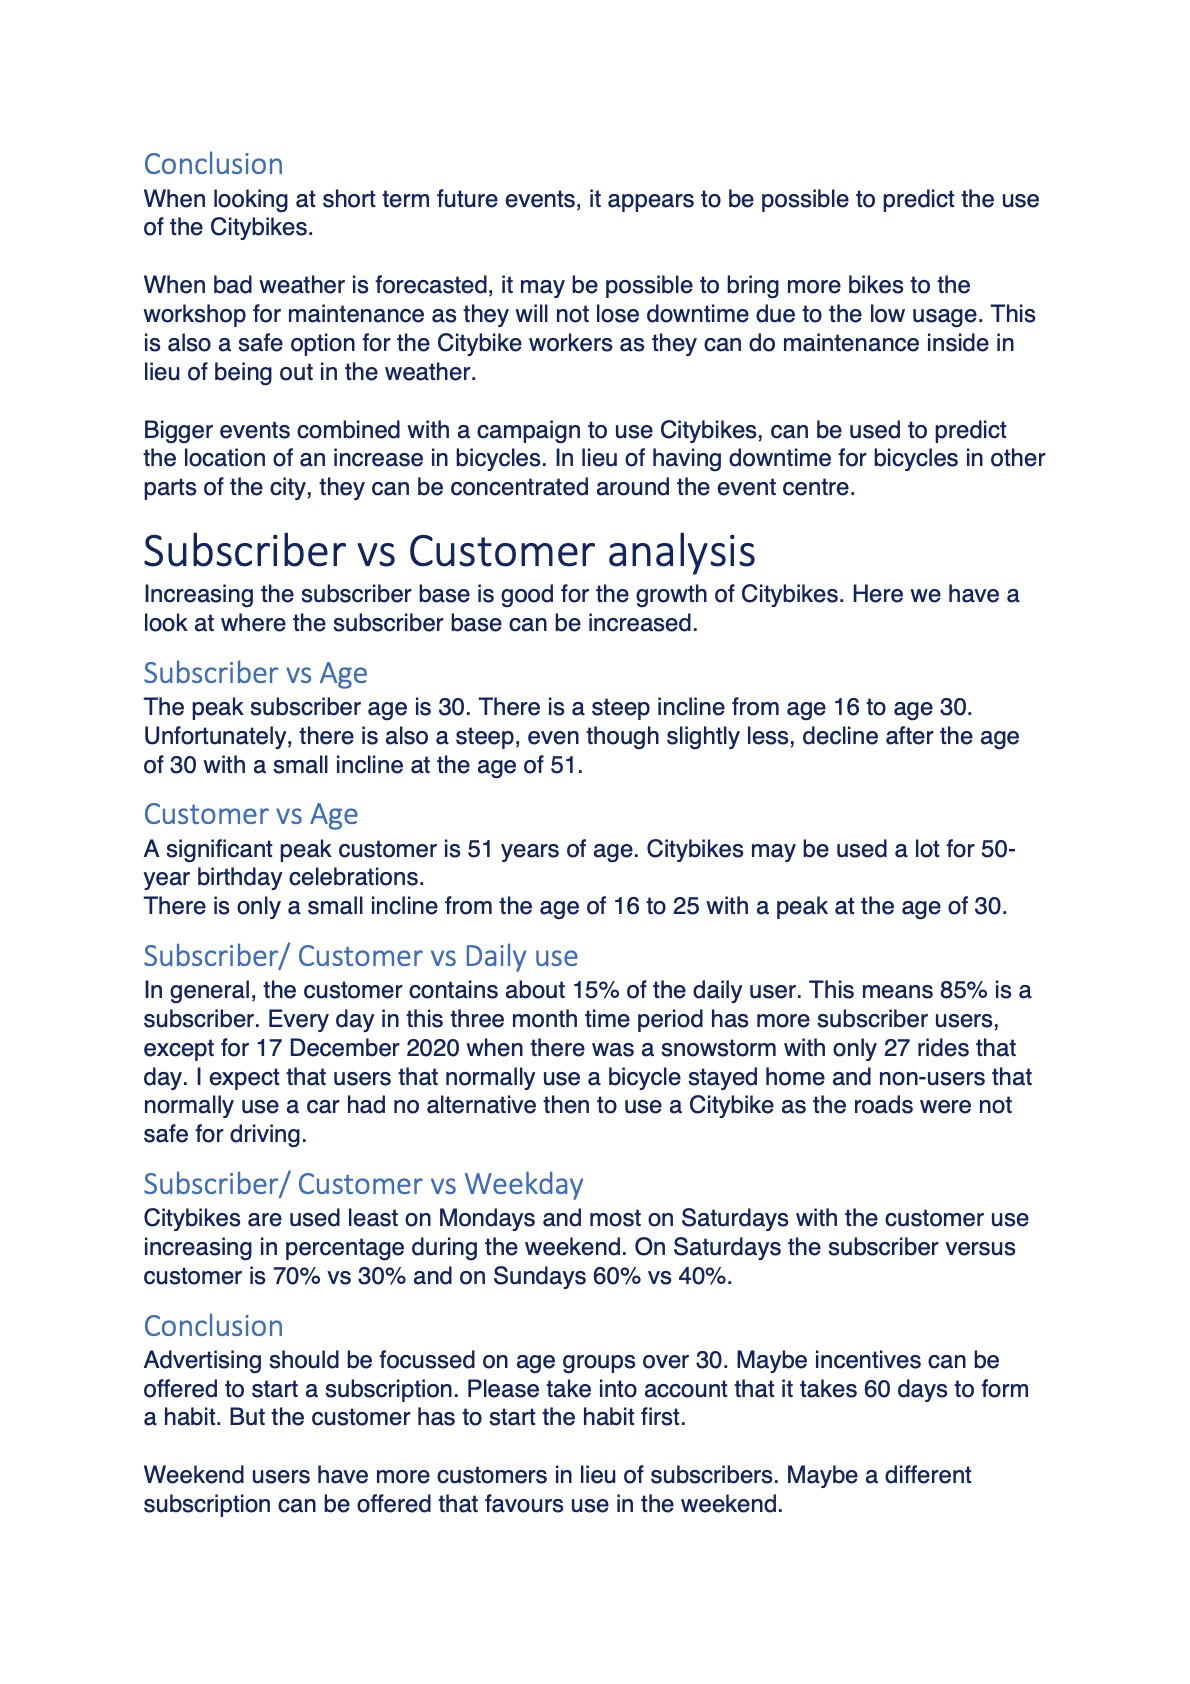 Conclusion
When looking at short term future events, it appears to be possible to predict the use
of the Citybikes.
When bad weather is forecasted, it may be possible to bring more bikes to the
workshop for maintenance as they will not lose downtime due to the low usage. This
is also a safe option for the Citybike workers as they can do maintenance inside in
lieu of being out in the weather.
Bigger events combined with a campaign to use Citybikes, can be used to predict
the location of an increase in bicycles. In lieu of having downtime for bicycles in other
parts of the city, they can be concentrated around the event centre.
Subscriber vs Customer analysis
Increasing the subscriber base is good for the growth of Citybikes. Here we have a
look at where the subscriber base can be increased.
Subscriber vs Age
The peak subscriber age is 30. There is a steep incline from age 16 to age 30.
Unfortunately, there is also a steep, even though slightly less, decline after the age
of 30 with a small incline at the age of 51.
Customer vs Age
A significant peak customer is 51 years of age. Citybikes may be used a lot for 50-
year birthday celebrations.
There is only a small incline from the age of 16 to 25 with a peak at the age of 30.
Subscriber/ Customer vs Daily use
In general, the customer contains about 15% of the daily user. This means 85% is a
subscriber. Every day in this three month time period has more subscriber users,
except for 17 December 2020 when there was a snowstorm with only 27 rides that
day. I expect that users that normally use a bicycle stayed home and non-users that
normally use a car had no alternative then to use a Citybike as the roads were not
safe for driving.
Subscriber/ Customer vs Weekday
Citybikes are used least on Mondays and most on Saturdays with the customer use
increasing in percentage during the weekend. On Saturdays the subscriber versus
customer is 70% vs 30% and on Sundays 60% vs 40%.
Conclusion
Advertising should be focussed on age groups over 30. Maybe incentives can be
offered to start a subscription. Please take into account that it takes 60 days to form
a habit. But the customer has to start the habit first.
Weekend users have more customers in lieu of subscribers. Maybe a different
subscription can be offered that favours use in the weekend.